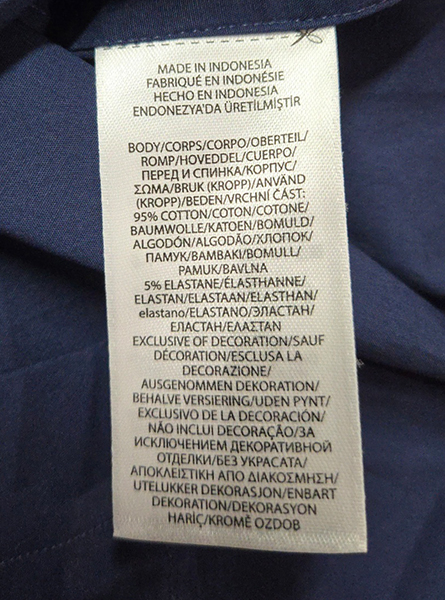 MADE IN INDONESIA
FABRIQUÉ EN INDONÉSIE
HECHO EN INDONESIA
ENDONEZYA'DA ÜRETİLMİŞTİR
BODY/CORPS/CORPO/OBERTEIL/
ROMP/HOVEDDEL/CUERPO/
ПЕРЕД И СПИНКА/КОРПУС/
ΣΩΜΑ/BRUK (KROPP)/ANVÄND
(KROPP)/BEDEN/VRCHNÍ ČÁST:
95% COTTON/COTON/COTONE/
BAUMWOLLE/KATOEN/BOMULD/
ALGODÓN/ALGODÃO/ХЛОПОК/
ПАМУК/ΒΑΜΒΑΚΙ/BOMULL/
PAMUK/BAVLNA
5% ELASTANE/ÉLASTHANNE/
ELASTAN/ELASTAAN/ELASTHAN/
elastano/ELASTANO/ЭЛАСТАН/
ЕЛАСТАН/ΕΛΑΣΤΑΝ
EXCLUSIVE OF DECORATION/SAUF
DÉCORATION/ESCLUSA LA
DECORAZIONE/
AUSGENOMMEN DEKORATION/
BEHALVE VERSIERING/UDEN PYNT/
EXCLUSIVO DE LA DECORACIÓN/
NÃO INCLUI DECORAÇÃO/ЗА
ИСКЛЮЧЕНИЕМ ДЕКОРАТИВНОЙ
ОТДЕЛКИ/БЕЗ УКРАСАТА/
ΑΠΟΚΛΕΙΣΤΙΚΗ ΑΠΟ ΔΙΑΚΟΣΜΗΣΗ/
UTELUKKER DEKORASJON/ENBART
DEKORATION/DEKORASYON
HARİÇ/KROMĚ OZDOB